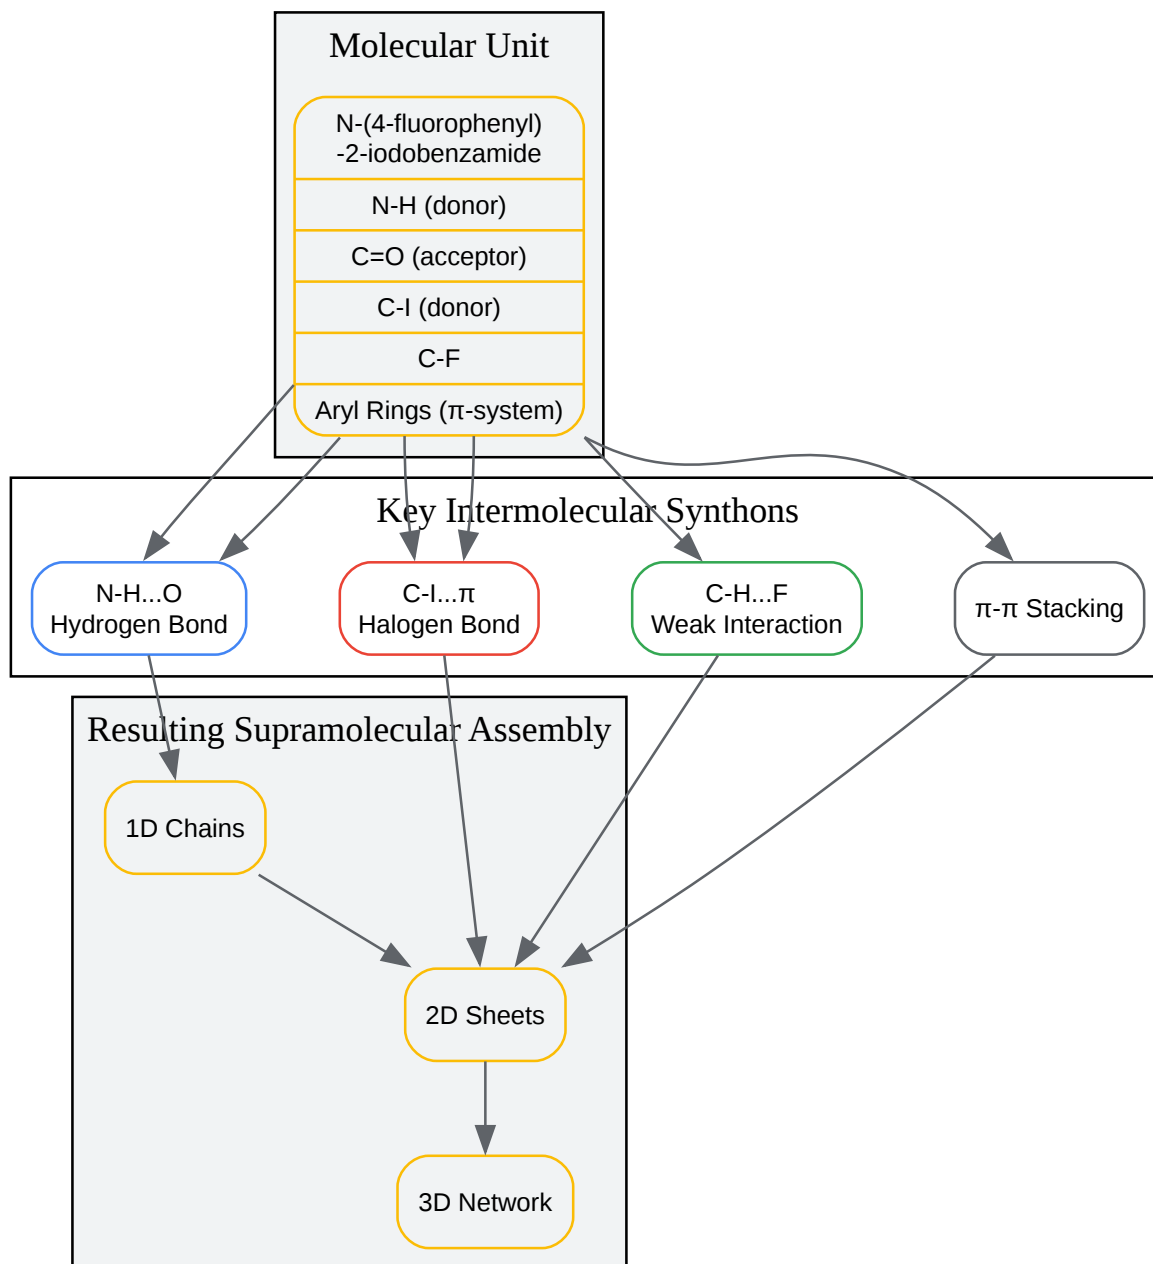 Molecular Unit
N-(4-fluorophenyl)
-2-iodobenzamide
N-H (donor)
C=O (acceptor)
C-I (donor)
C-F
Aryl Rings (π-system)
Key Intermolecular Synthons
N-H...O
Hydrogen Bond
C-I...π
Halogen Bond
C-H...F
Weak Interaction
π-π Stacking
Resulting Supramolecular Assembly
1D Chains
2D Sheets
3D Network